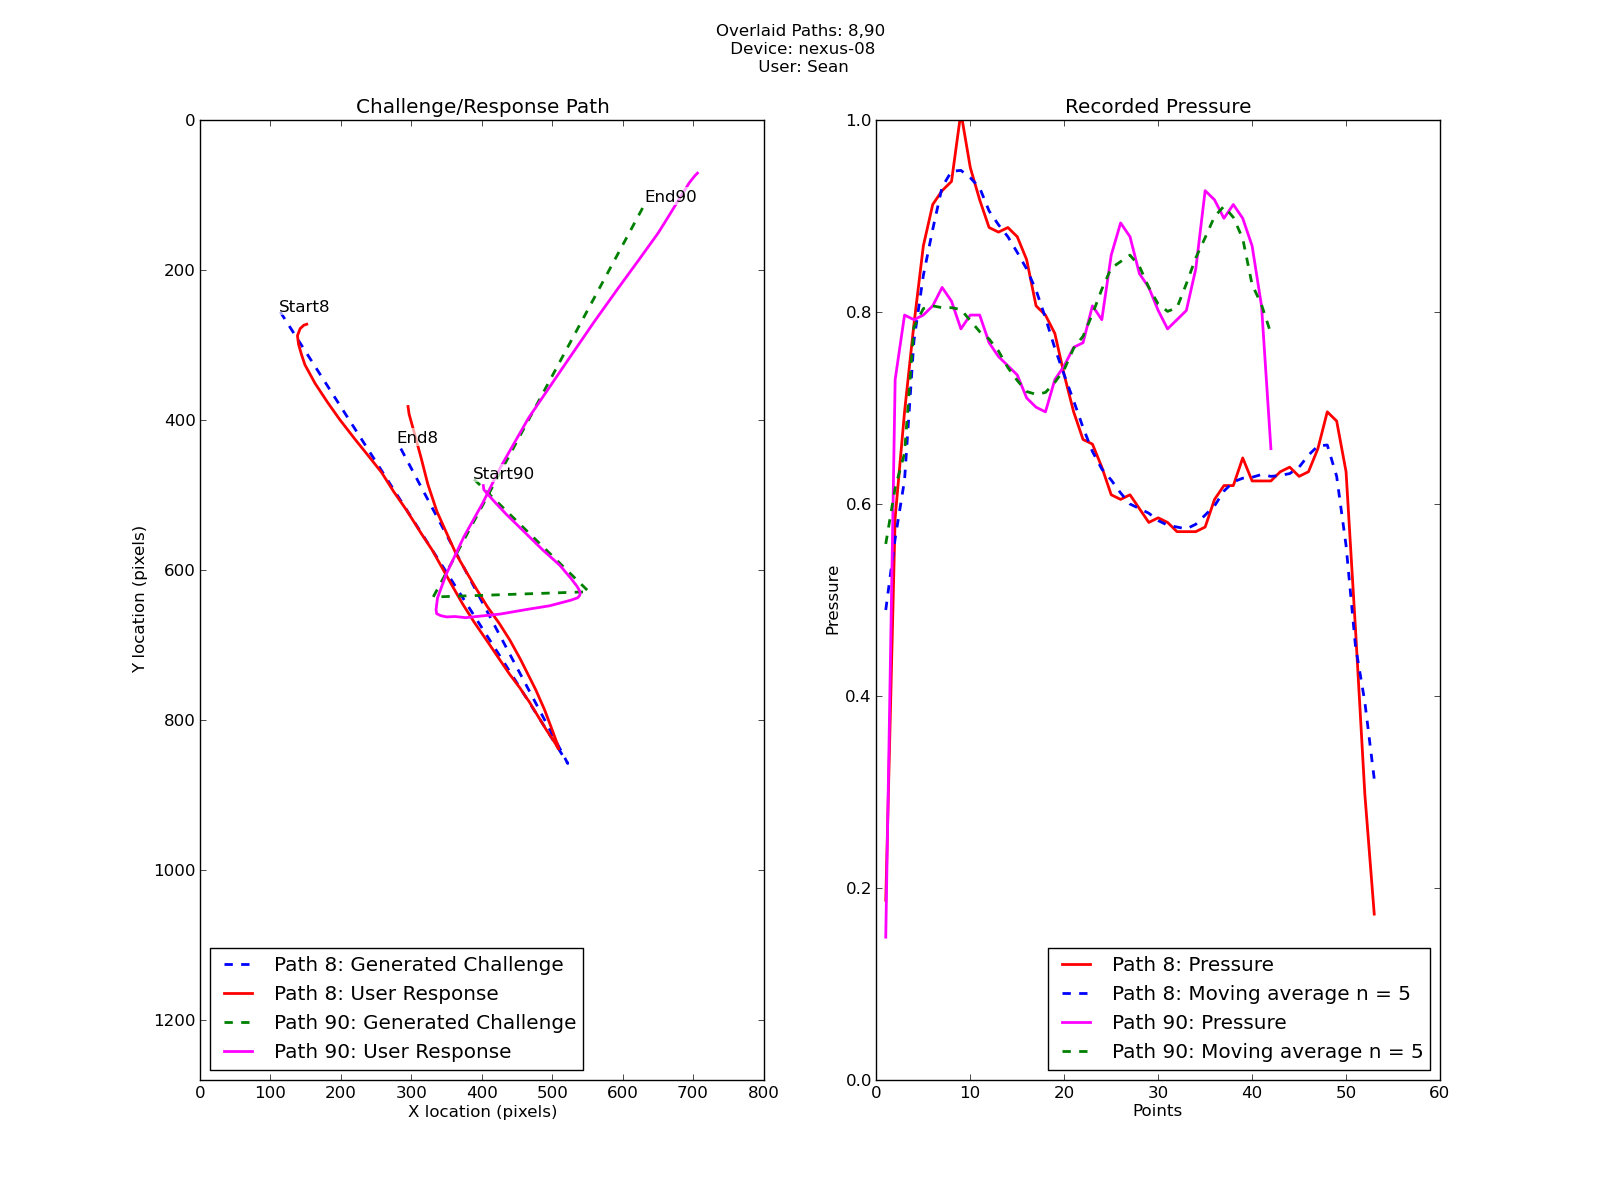 Overlaid Paths: 8,90
Device: nexus-08
User: Sean
Challenge/Response Path
0
200
400
600
800
1000
1200
Y location (pixels)
Start8
End8
Start90
End90
Path 8: Generated Challenge
Path 8: User Response
Path 90: Generated Challenge
Path 90: User Response
0 100 200 300 400 500 600 700 800
X location (pixels)
Recorded Pressure
1.0
0.8
0.6
0.4
0.2
0.0
Pressure
Path 8: Pressure
Path 8: Moving average n = 5
Path 90: Pressure
Path 90: Moving average n = 5
0 10 20 30 40 50 60
Points